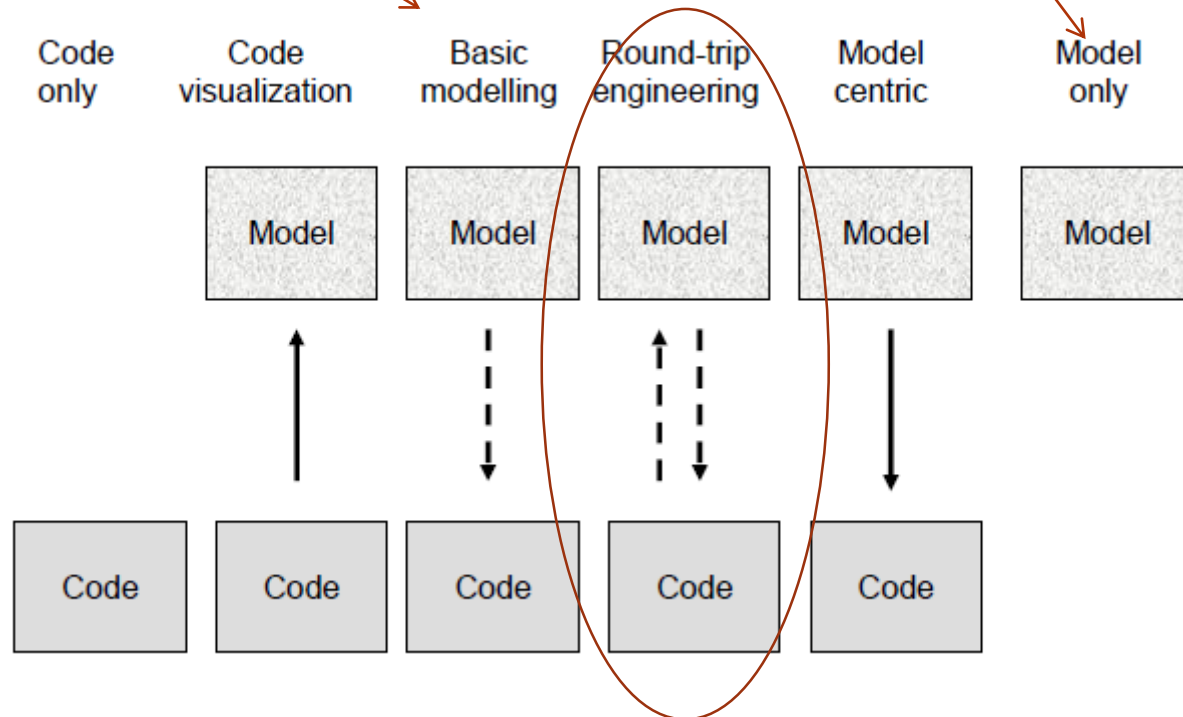 Code
only
Code
visualization
Basic
modelling
Round-trip
engineering
Model
centric
Model
only
Model
Model
Model
Model
Model
Code
Code
Code
Code
Code